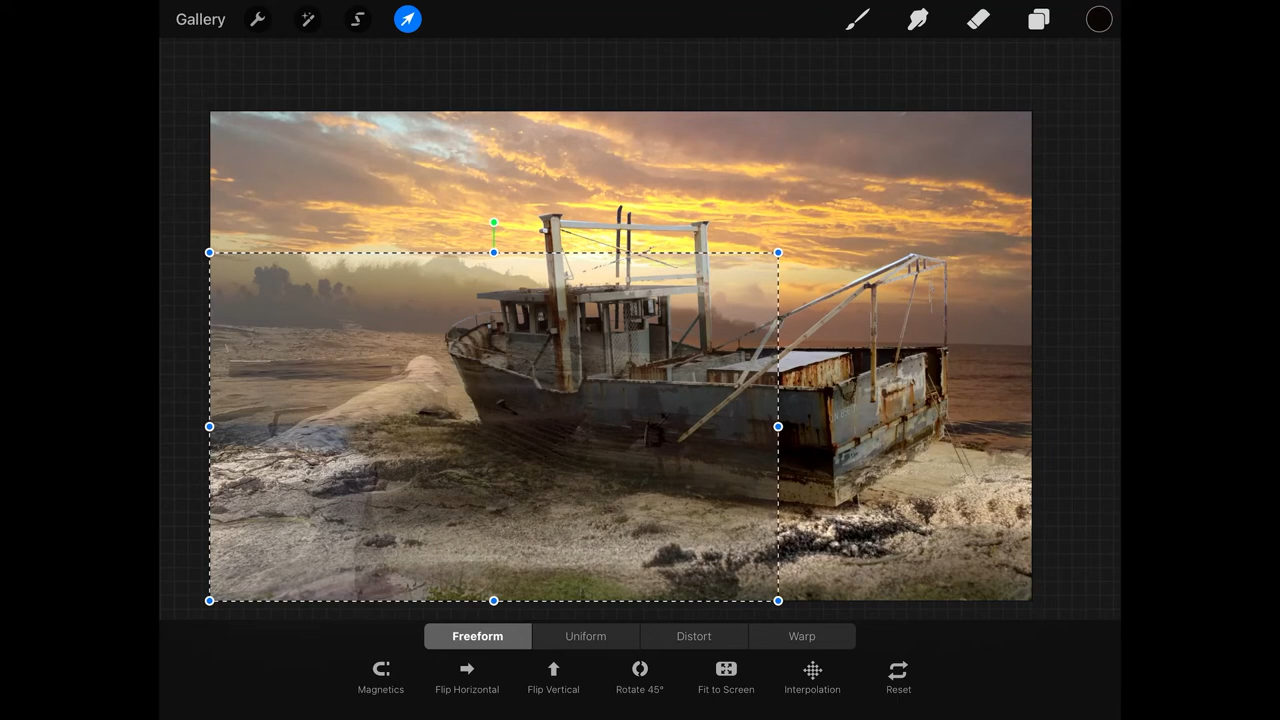 Gallery
Freeform Uniform Distort Warp
Magnetics Flip Horizontal Flip Vertical Rotate 45° Fit to Screen Interpolation Reset